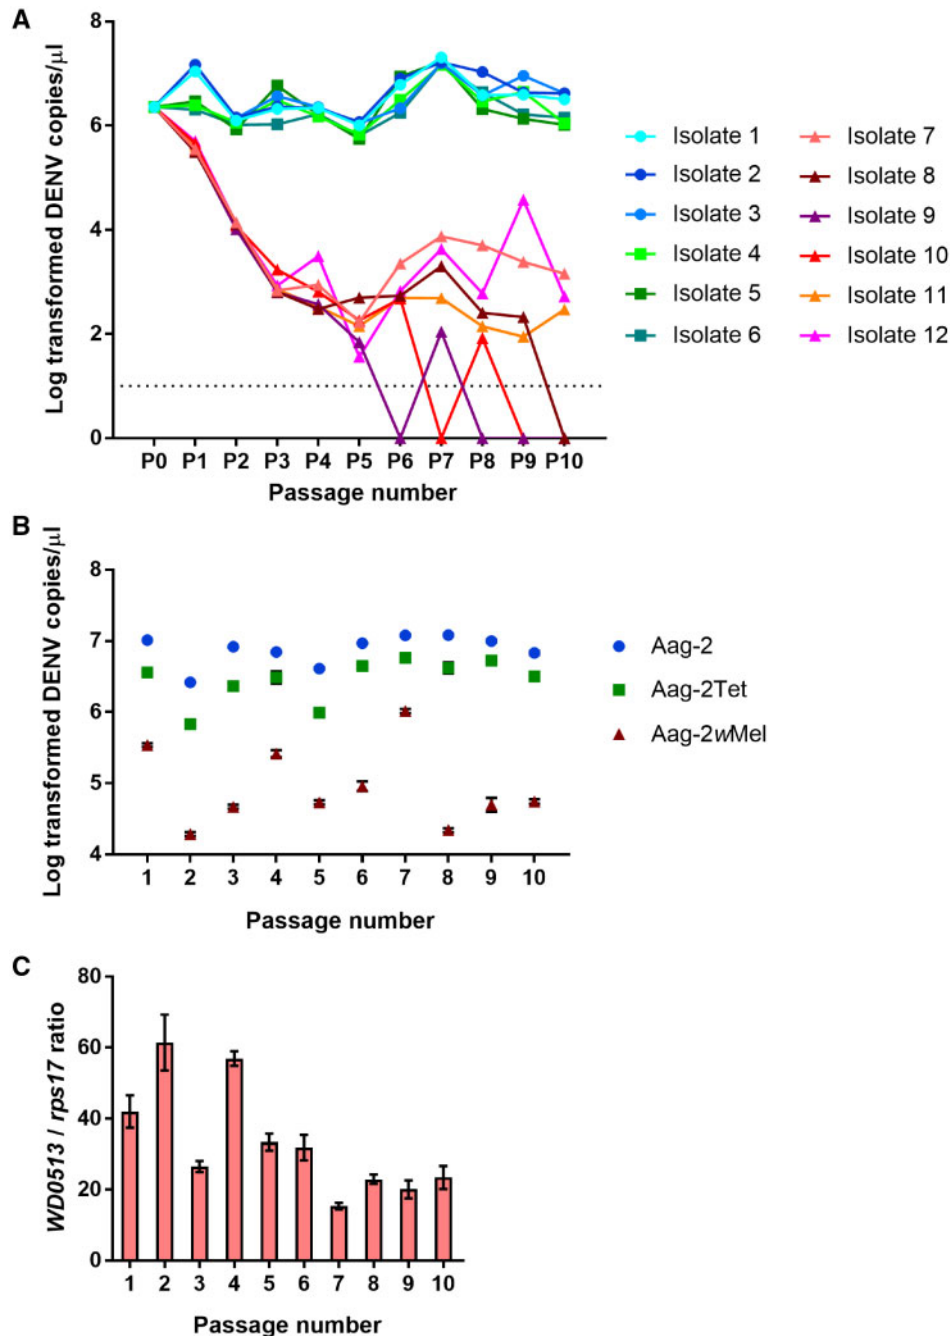 A
Log transformed DENV copies/μl
8
6
4
2
0
P0 P1 P2 P3 P4 P5 P6 P7 P8 P9 P10
Passage number
Isolate 1
Isolate 2
Isolate 3
Isolate 4
Isolate 5
Isolate 6
Isolate 7
Isolate 8
Isolate 9
Isolate 10
Isolate 11
Isolate 12
B
Log transformed DENV copies/μl
8
7
6
5
4
1 2 3 4 5 6 7 8 9 10
Passage number
Aag-2
Aag-2Tet
Aag-2wMel
C
WD0513 / rps17 ratio
80
60
40
20
0
1 2 3 4 5 6 7 8 9 10
Passage number